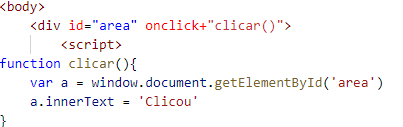 <body>
<div id="area" onclick+"clicar()">
<script>
function clicar(){
var a = window.document.getElementById('area')
a.innerText = 'Clicou'
}